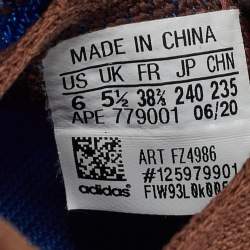 MADE IN CHINA
US UK FR JP CHN
6 5½ 38⅔ 240 235
APE 779001 06/20
ART FZ4986
#125979901
adidas